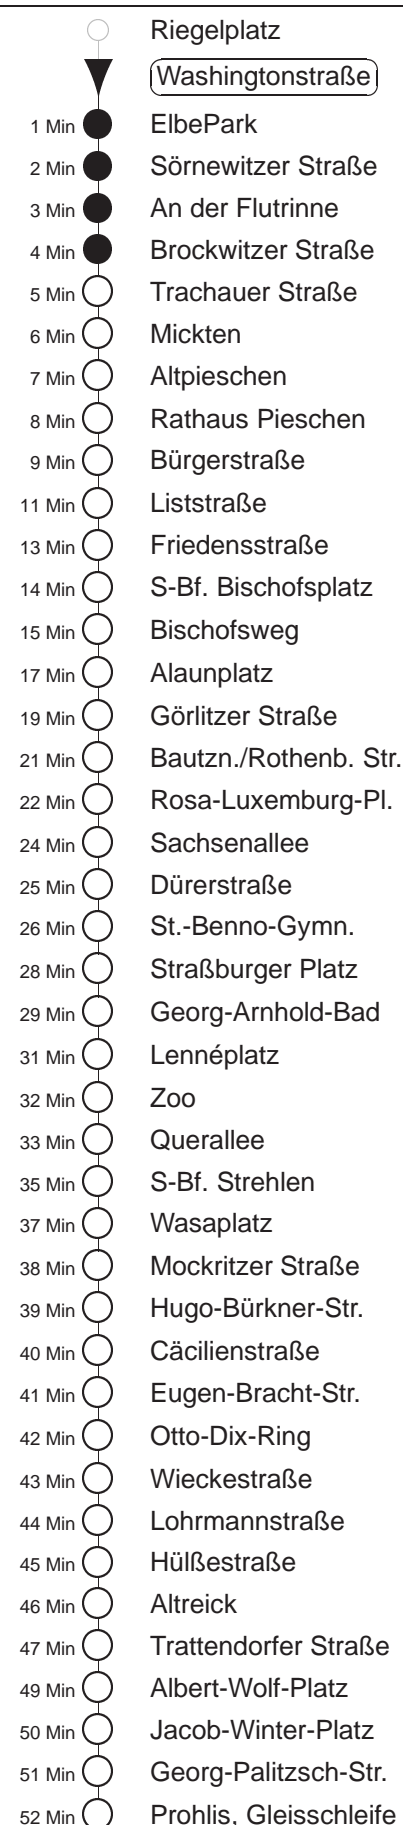 Riegelplatz
Washingtonstraße
1 Min ElbePark
2 Min Sörnewitzer Straße
3 Min An der Flutrinne
4 Min Brockwitzer Straße
5 Min Trachauer Straße
6 Min Mickten
7 Min Altpieschen
8 Min Rathaus Pieschen
9 Min Bürgerstraße
11 Min Liststraße
13 Min Friedensstraße
14 Min S-Bf. Bischofsplatz
15 Min Bischofsweg
17 Min Alaunplatz
19 Min Görlitzer Straße
21 Min Bautzn./Rothenb. Str.
22 Min Rosa-Luxemburg-Pl.
24 Min Sachsenallee
25 Min Dürerstraße
26 Min St.-Benno-Gymn.
28 Min Straßburger Platz
29 Min Georg-Arnhold-Bad
31 Min Lennéplatz
32 Min Zoo
33 Min Querallee
35 Min S-Bf. Strehlen
37 Min Wasaplatz
38 Min Mockritzer Straße
39 Min Hugo-Bürkner-Str.
40 Min Cäcilienstraße
41 Min Eugen-Bracht-Str.
42 Min Otto-Dix-Ring
43 Min Wieckestraße
44 Min Lohrmannstraße
45 Min Hülßestraße
46 Min Altreick
47 Min Trattendorfer Straße
49 Min Albert-Wolf-Platz
50 Min Jacob-Winter-Platz
51 Min Georg-Palitzsch-Str.
52 Min Prohlis, Gleisschleife